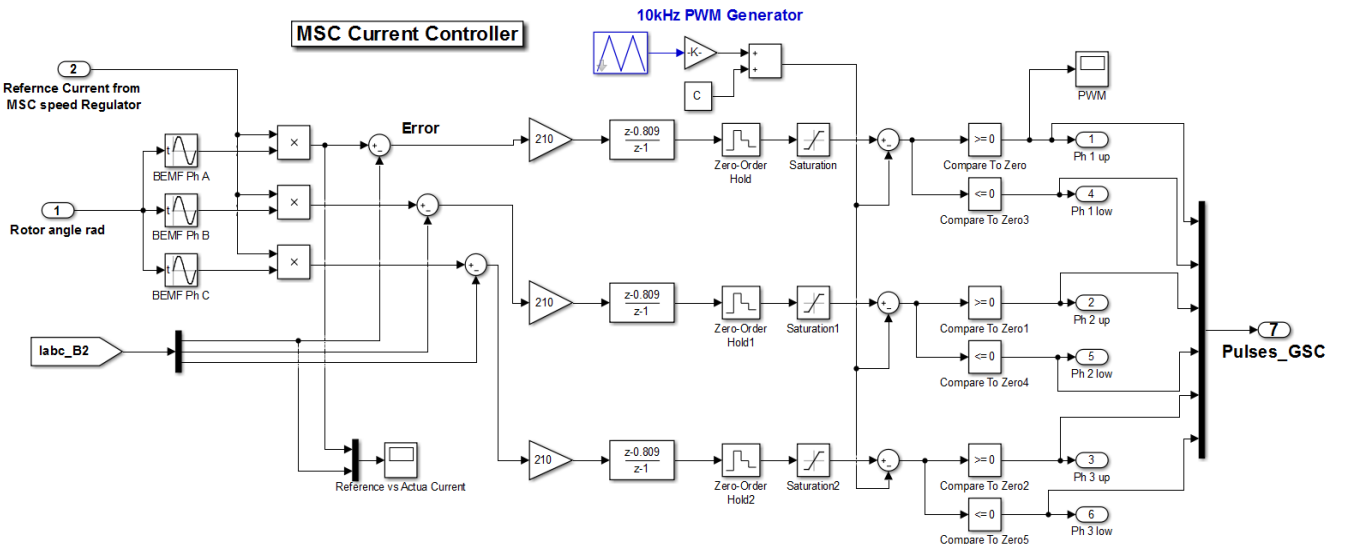 10kHz PWM Generator
MSC Current Controller
2
Refernce Current from
MSC speed Regulator
-K-
+
+
C
PWM
Error
t
BEMF Ph A
×
+
-
210
z-0.809
z-1
Zero-Order
Hold
Saturation
+
-
>= 0
Compare To Zero
1
Ph 1 up
<= 0
Compare To Zero3
4
Ph 1 low
1
Rotor angle rad
t
BEMF Ph B
×
+
-
t
BEMF Ph C
×
+
-
210
z-0.809
z-1
Zero-Order
Hold1
Saturation1
+
-
>= 0
Compare To Zero1
2
Ph 2 up
<= 0
Compare To Zero4
5
Ph 2 low
7
Pulses_GSC
Iabc_B2
Reference vs Actua Current
210
z-0.809
z-1
Zero-Order
Hold2
Saturation2
+
-
>= 0
Compare To Zero2
3
Ph 3 up
<= 0
Compare To Zero5
6
Ph 3 low